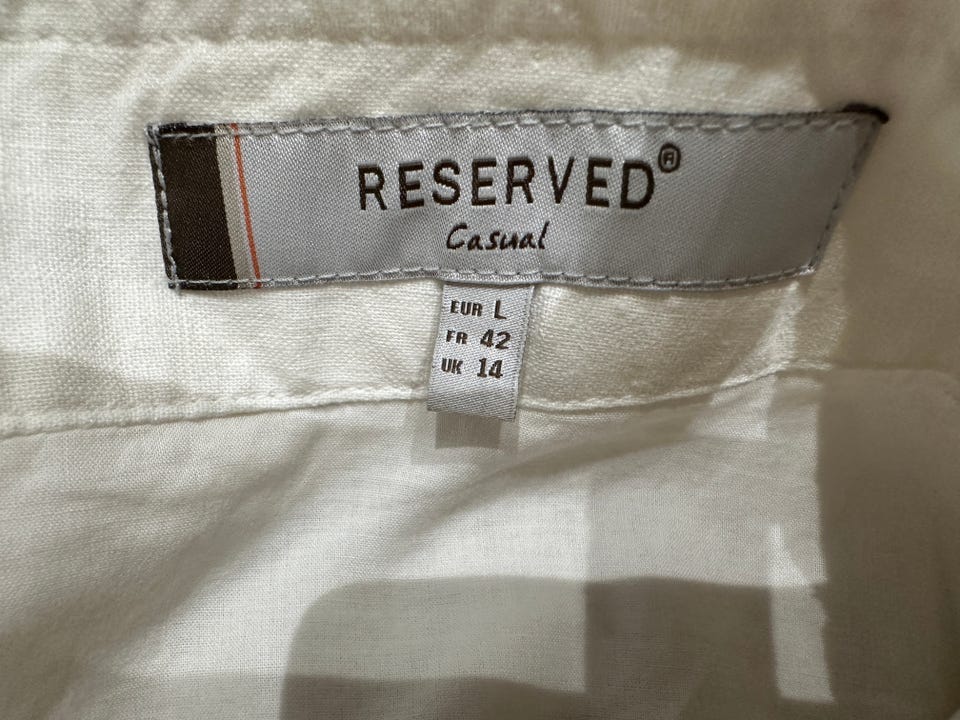 RESERVED®
Casual
EUR L
FR 42
UK 14